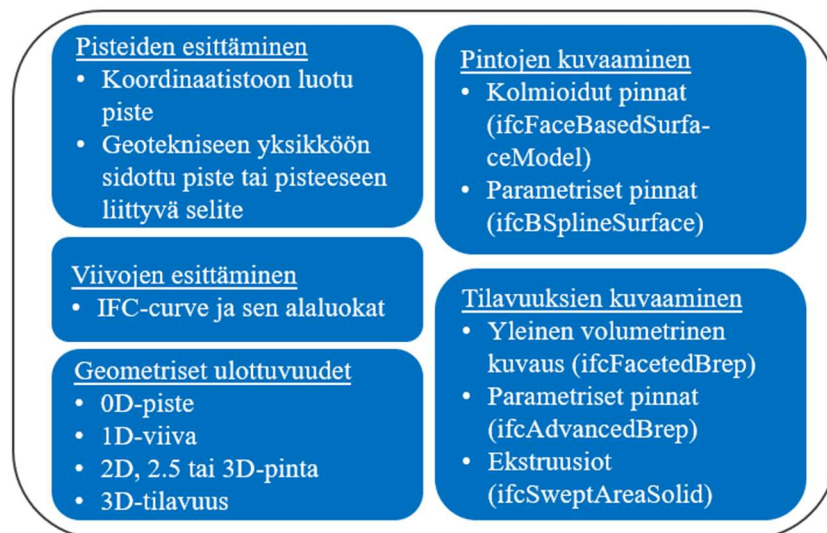 Pisteiden esittäminen
• Koordinaatistoon luotu
piste
• Geotekniseen yksikköön
sidottu piste tai pisteeseen
liittyvä selite
Viivojen esittäminen
• IFC-curve ja sen alaluokat
Geometriset ulottuvuudet
• 0D-piste
• 1D-viiva
• 2D, 2.5 tai 3D-pinta
• 3D-tilavuus
Pintojen kuvaaminen
• Kolmioidut pinnat
(ifcFaceBasedSurfa-
ceModel)
• Parametriset pinnat
(ifcBSplineSurface)
Tilavuuksien kuvaaminen
• Yleinen volumetrinen
kuvaus (ifcFacetedBrep)
• Parametriset pinnat
(ifcAdvancedBrep)
• Ekstruusiot
(ifcSweptAreaSolid)